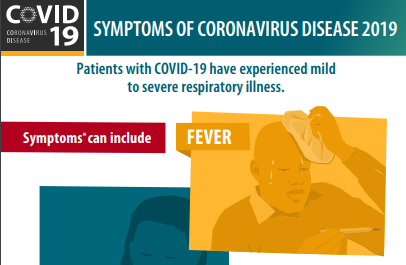 COVID
CORONAVIRUS
DISEASE
19
SYMPTOMS OF CORONAVIRUS DISEASE 2019
Patients with COVID-19 have experienced mild
to severe respiratory illness.
Symptoms* can include
FEVER